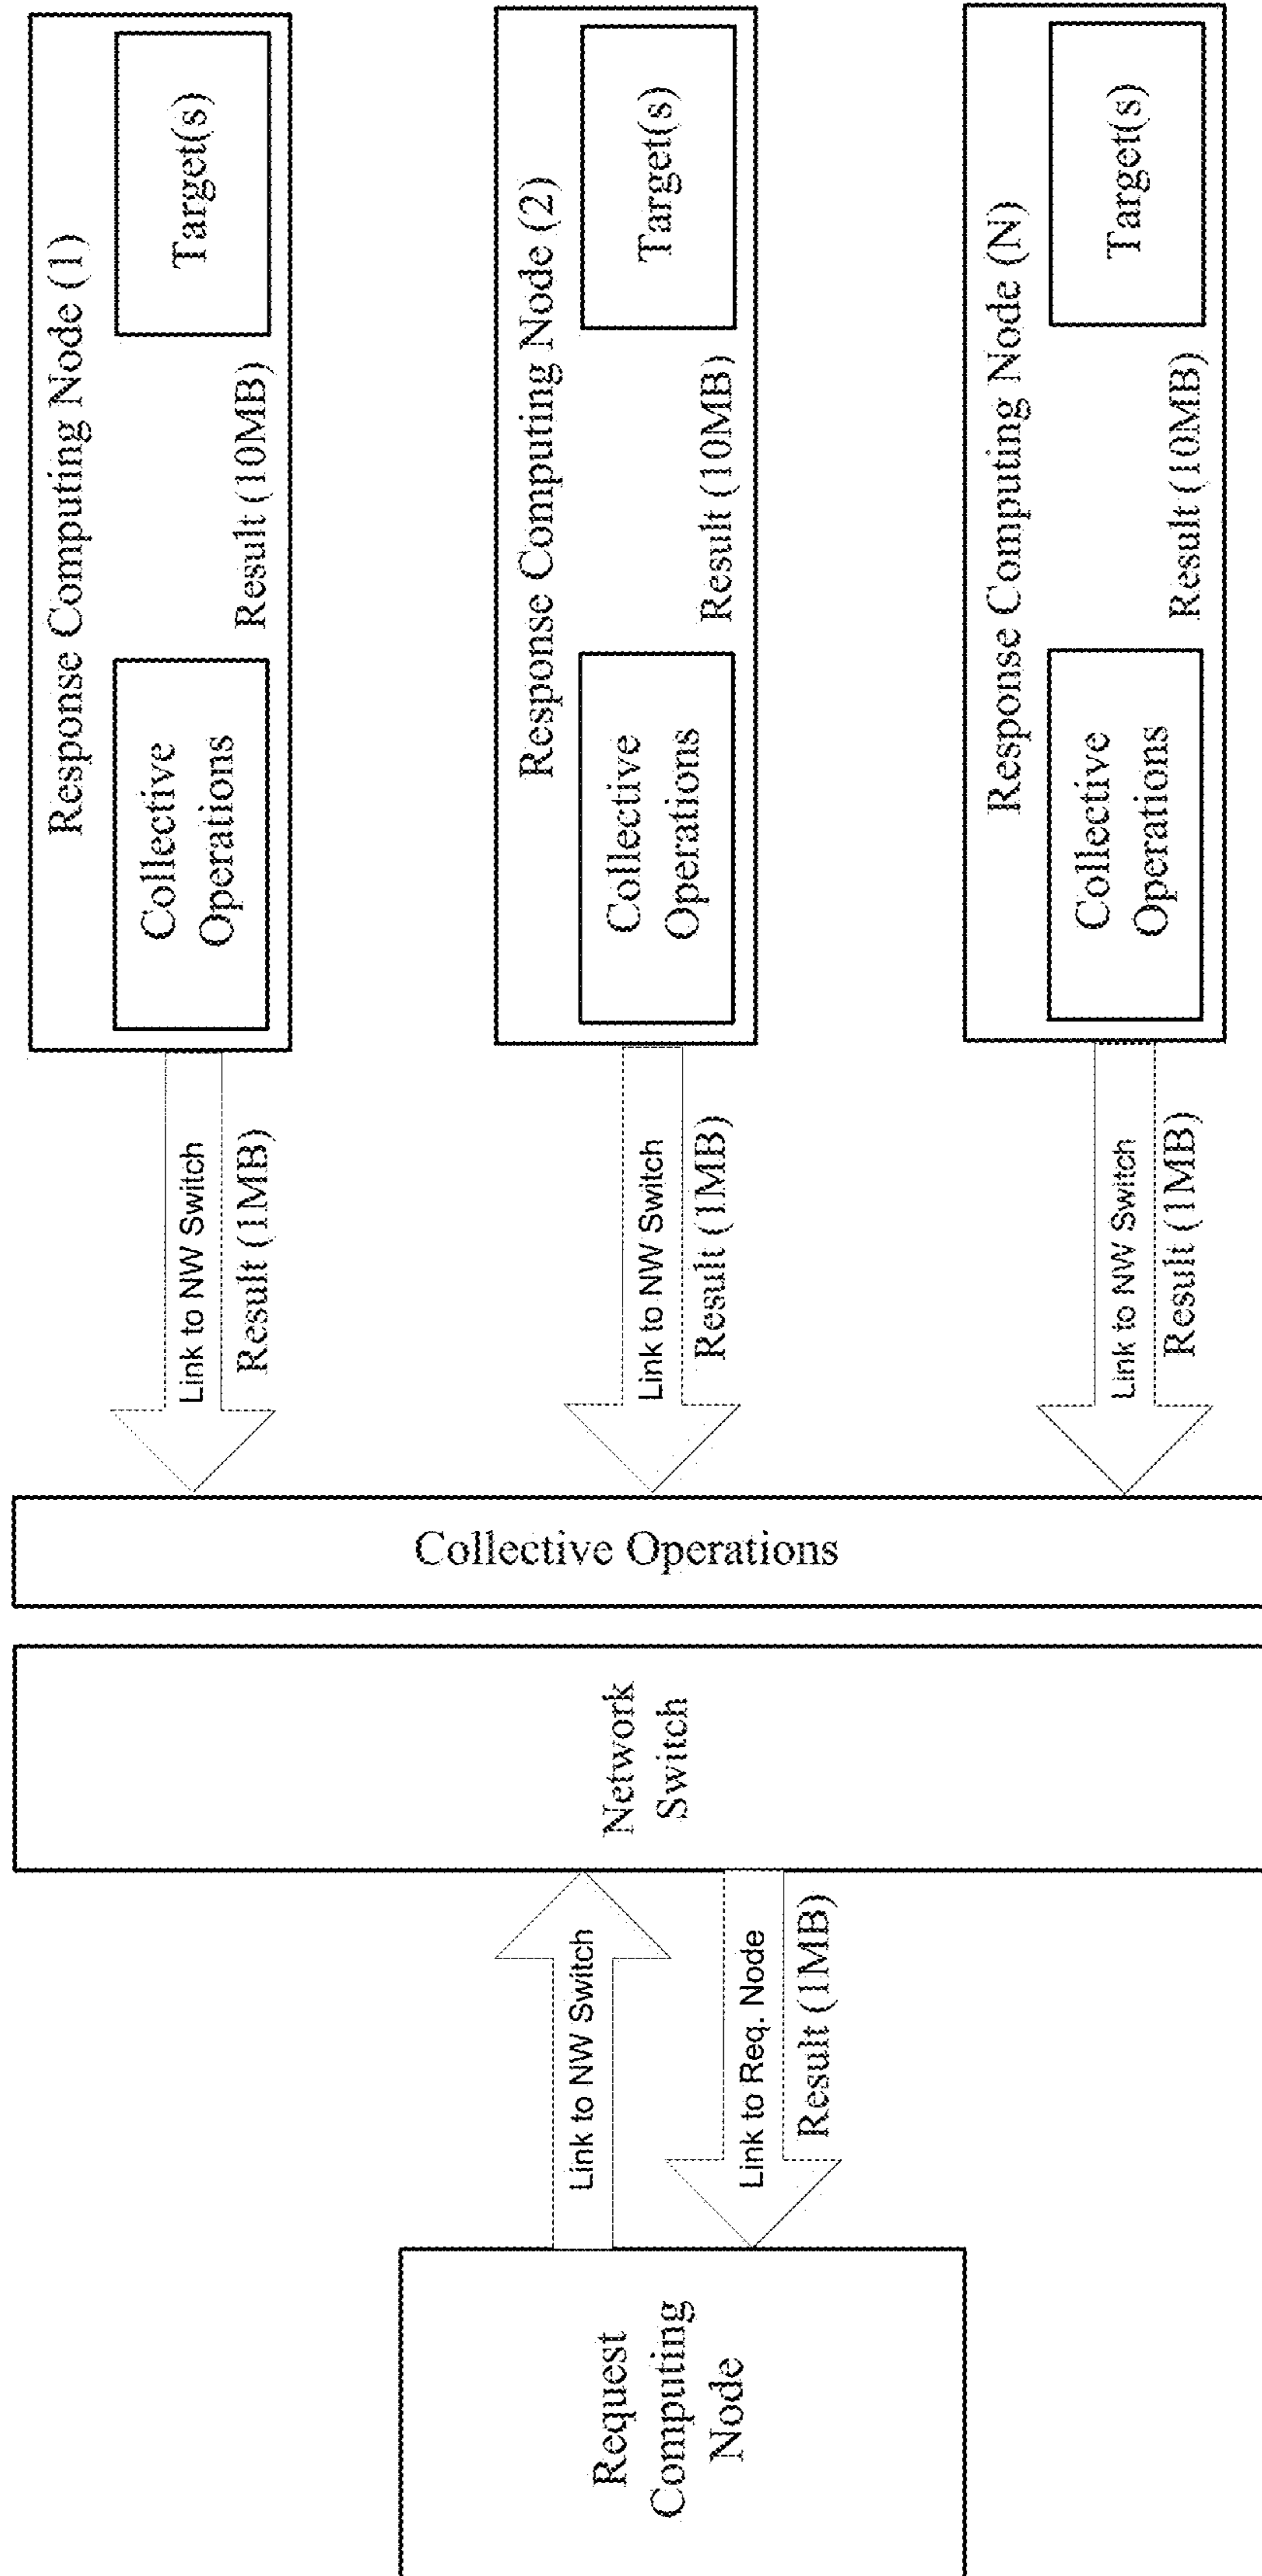 Response Computing Node (1)
Target(s)
Result (10MB)
Collective
Operations
Link to NW Switch
Result (1MB)
Response Computing Node (2)
Target(s)
Result (10MB)
Collective
Operations
Link to NW Switch
Result (1MB)
Response Computing Node (N)
Target(s)
Result (10MB)
Collective
Operations
Link to NW Switch
Result (1MB)
Collective Operations
Network
Switch
Link to NW Switch
Link to Req. Node
Result (1MB)
Request
Computing
Node